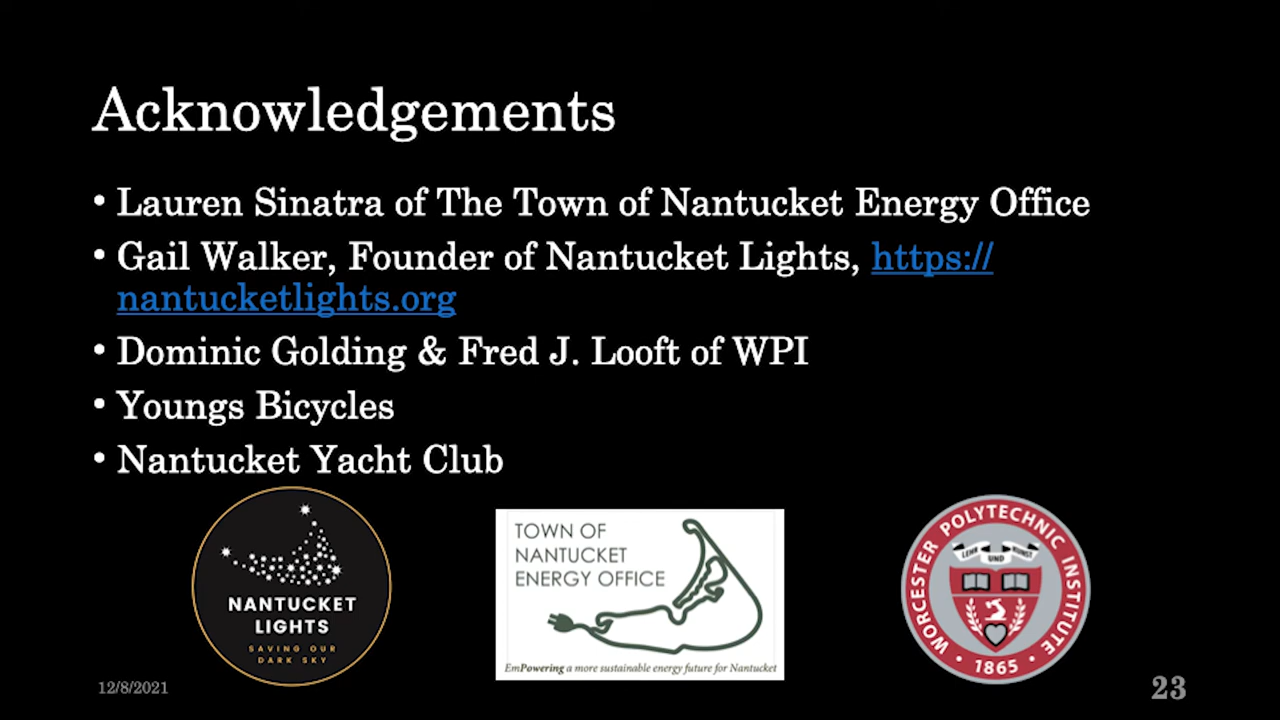 Acknowledgements
• Lauren Sinatra of The Town of Nantucket Energy Office
• Gail Walker, Founder of Nantucket Lights, https://
nantucketlights.org
• Dominic Golding & Fred J. Looft of WPI
• Youngs Bicycles
• Nantucket Yacht Club
NANTUCKET
LIGHTS
SAVING OUR
DARK SKY
TOWN OF
NANTUCKET
ENERGY OFFICE
EmPowering a more sustainable energy future for Nantucket
WORCESTER POLYTECHNIC INSTITUTE
LEHR UND KUNST
• 1865 •
12/8/2021
23